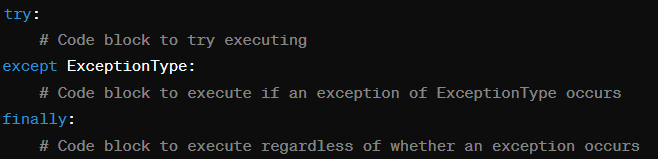 try:
    # Code block to try executing
except ExceptionType:
    # Code block to execute if an exception of ExceptionType occurs
finally:
    # Code block to execute regardless of whether an exception occurs